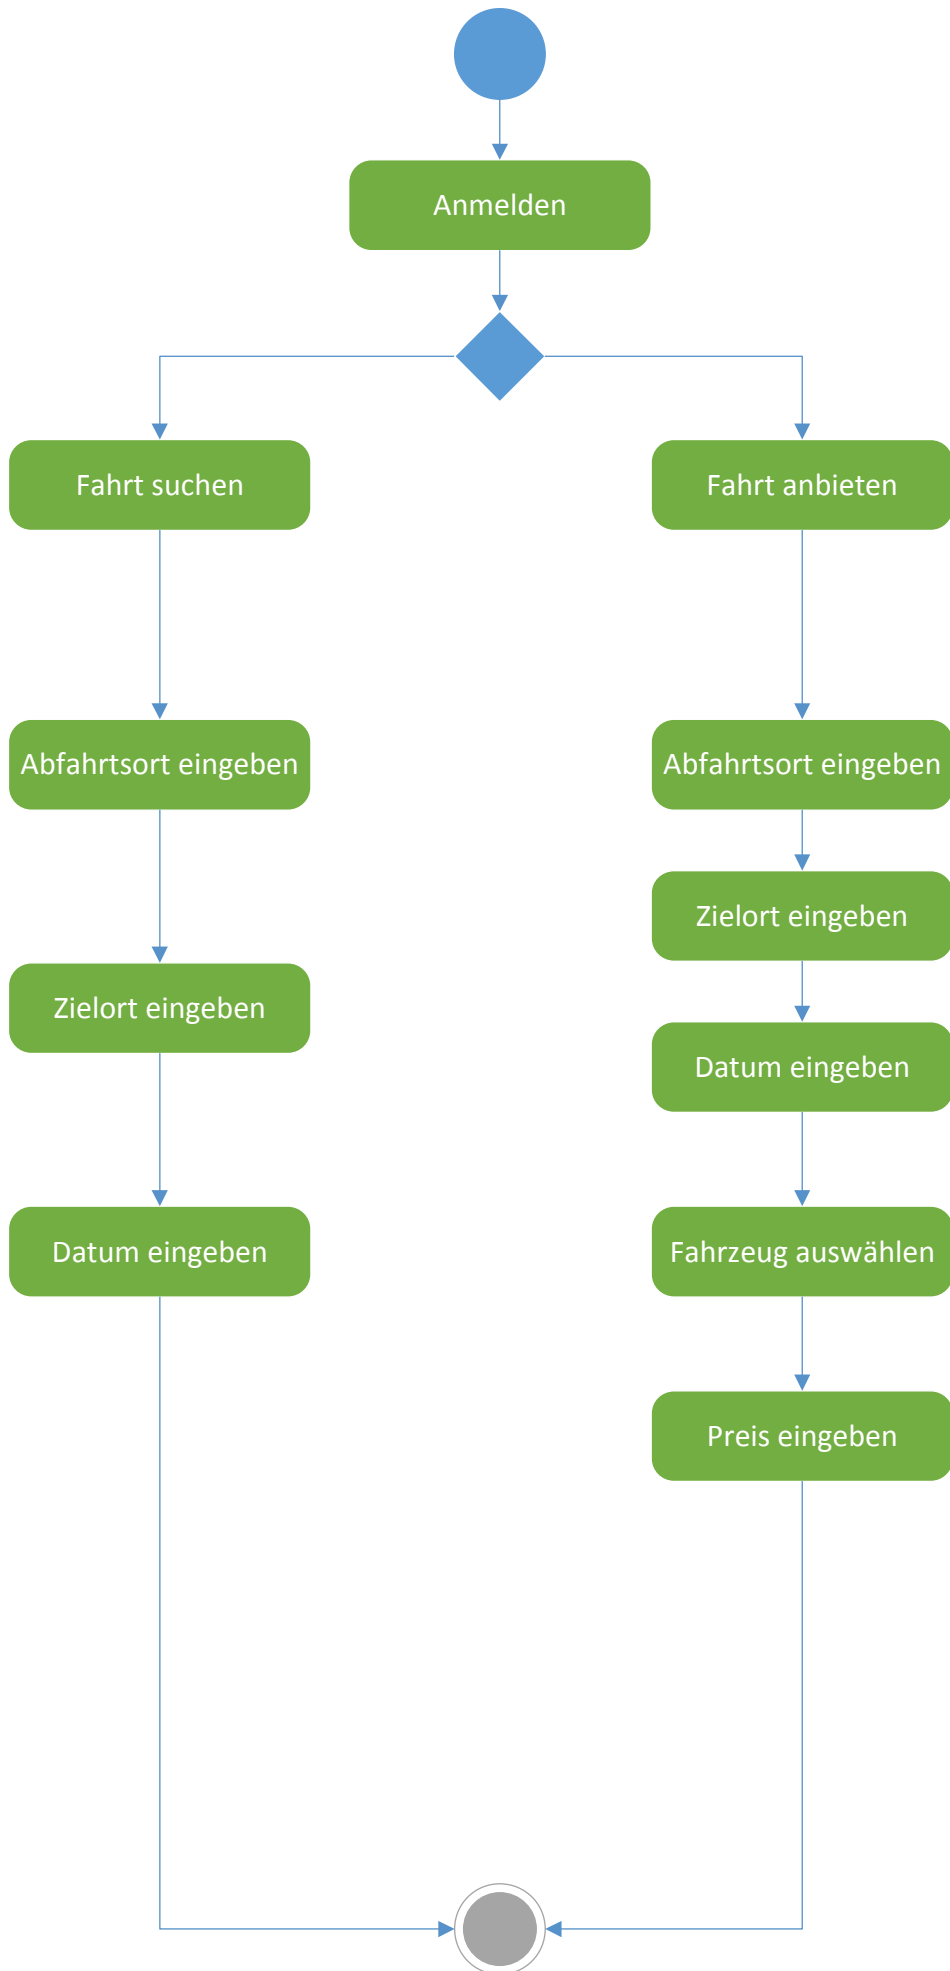 Anmelden
Fahrt suchen
Fahrt anbieten
Abfahrtsort eingeben
Abfahrtsort eingeben
Zielort eingeben
Zielort eingeben
Datum eingeben
Datum eingeben
Fahrzeug auswählen
Preis eingeben